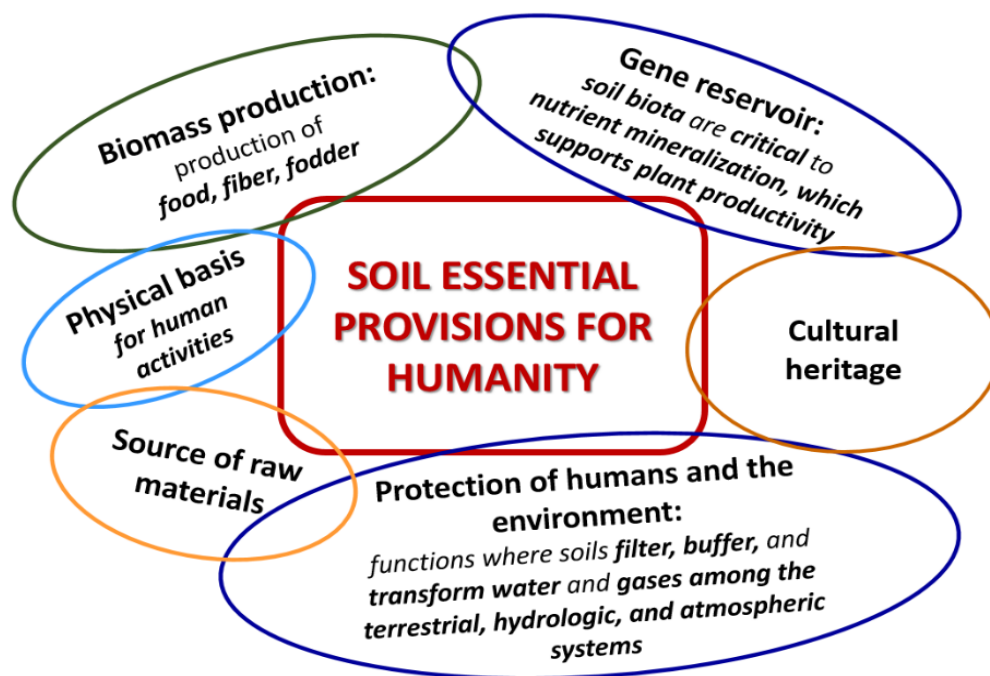 Biomass production:
production of
food, fiber, fodder
Gene reservoir:
soil biota are critical to
nutrient mineralization, which
supports plant productivity
Physical basis
for human
activities
SOIL ESSENTIAL
PROVISIONS FOR
HUMANITY
Cultural
heritage
Source of raw
materials
Protection of humans and the
environment:
functions where soils filter, buffer, and
transform water and gases among the
terrestrial, hydrologic, and atmospheric
systems